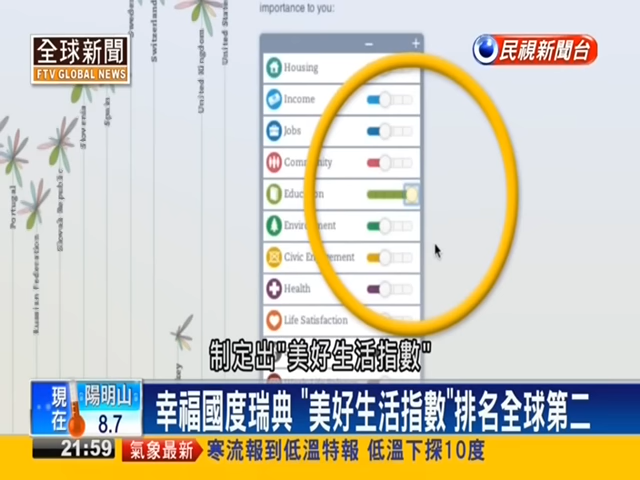 importance to you:
Switzerland
United Kingdom
Slovenia
Spain
Portugal
Slovak Republic
Russian Federation
全球新聞
FTV GLOBAL NEWS
民視新聞台
Housing
Income
Jobs
Community
Education
Environment
Civic Engagement
Health
Life Satisfaction
制定出"美好生活指數"
現在
陽明山
8.7
幸福國度瑞典 "美好生活指數"排名全球第二
21:59
氣象最新
寒流報到低溫特報 低溫下探10度